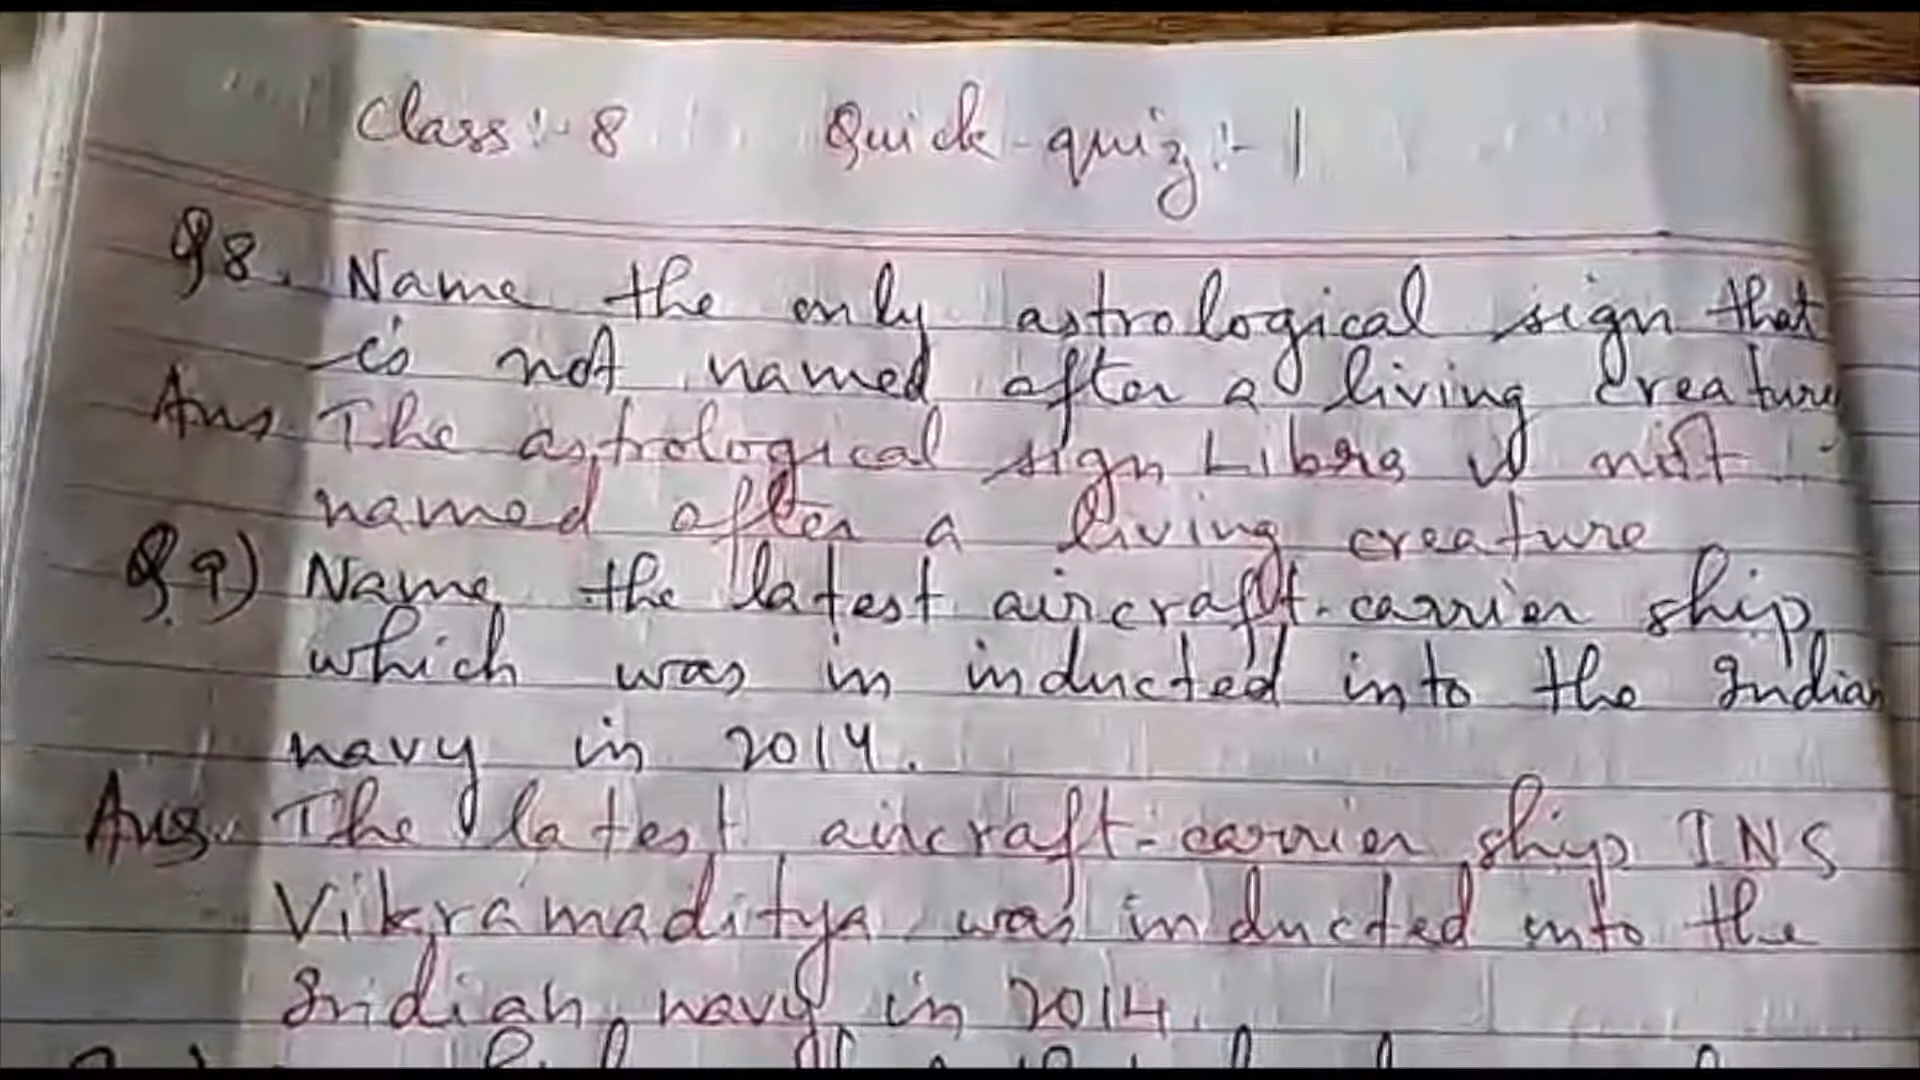 Class:- 8 Quick-quiz:- 1
Q8. Name the only astrological sign that
is not named after a living creature
Ans. The astrological sign Libra is not
named after a living creature
Q.9) Name the latest aircraft-carrier ship
which was in inducted into the Indian
navy in 2014.
Ans. The latest aircraft-carrier ship INS
Vikramaditya was inducted into the
Indian navy in 2014.